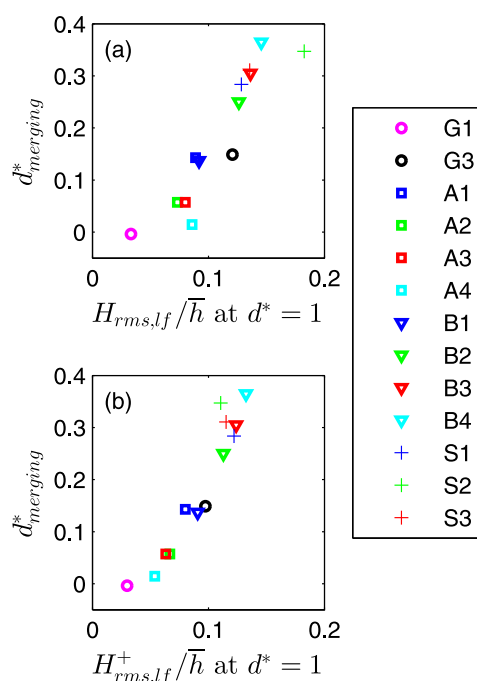 (a)
0.4
0.3
0.2
0.1
0
d*merging
0 0.1 0.2
Hrms,lf/h̅ at d* = 1
(b)
0.4
0.3
0.2
0.1
0
d*merging
0 0.1 0.2
H+rms,lf/h̅ at d* = 1
G1
G3
A1
A2
A3
A4
B1
B2
B3
B4
S1
S2
S3